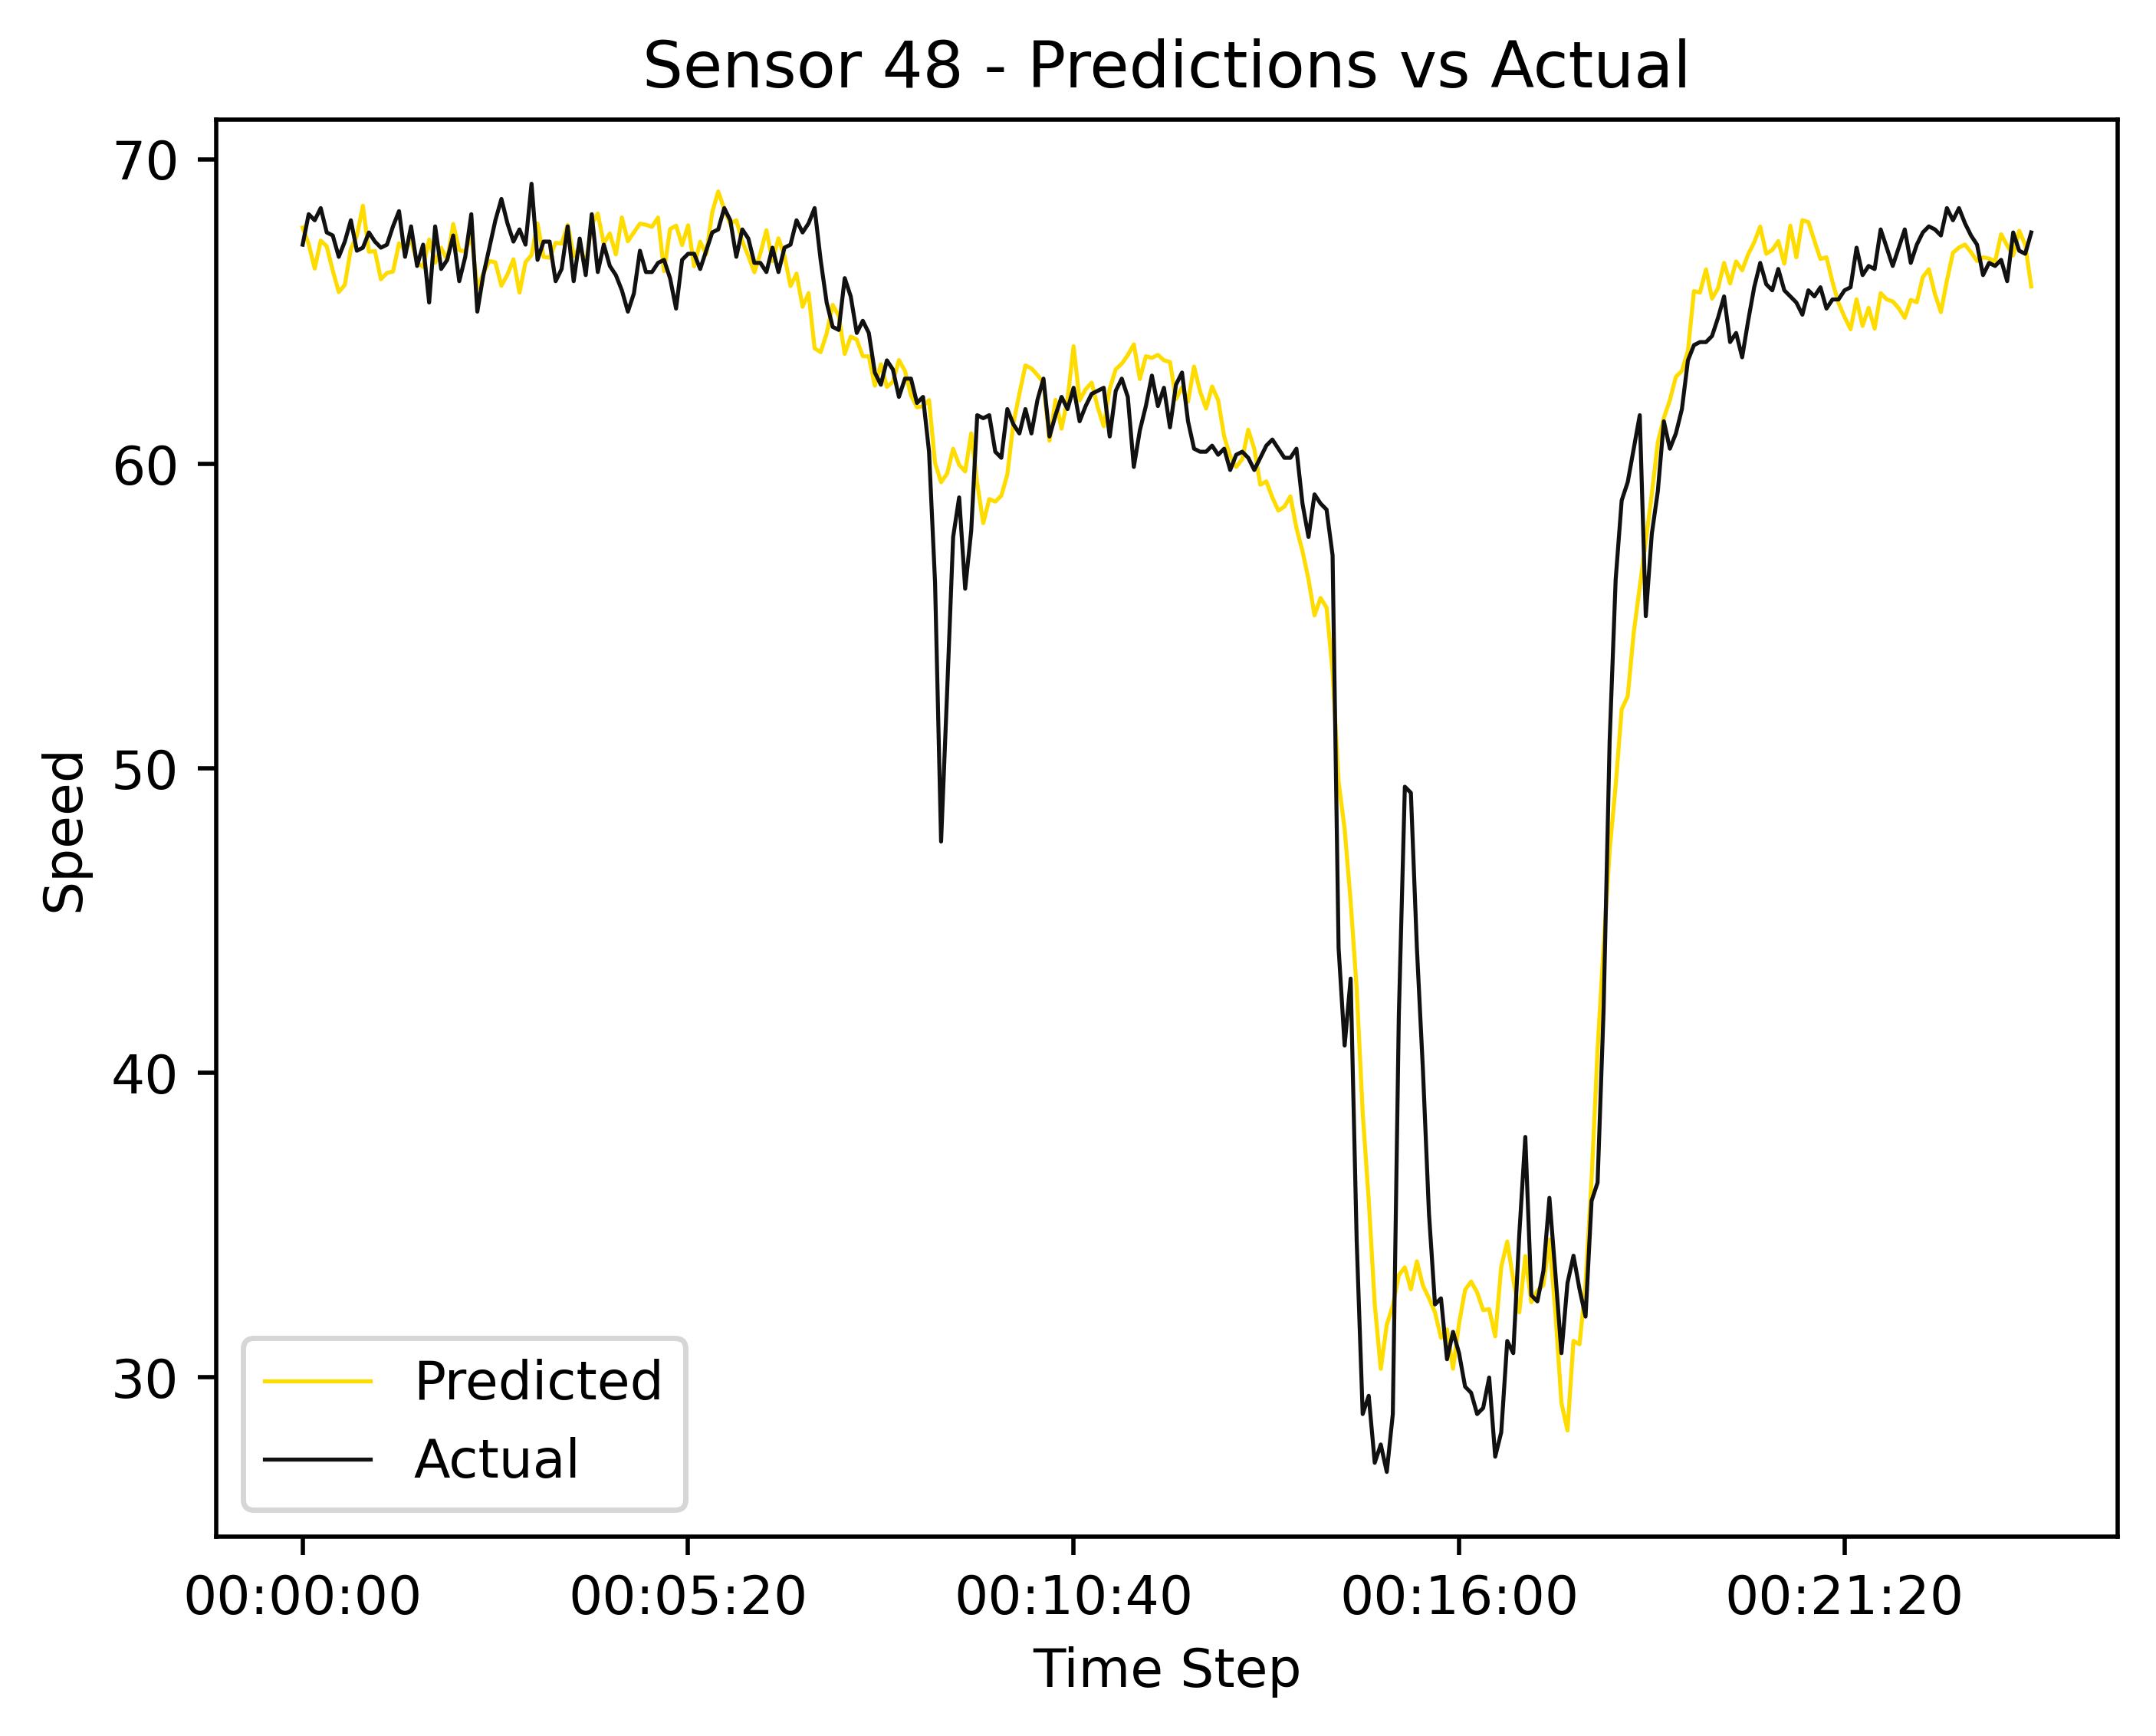 Sensor 48 - Predictions vs Actual
70
60
50
40
30
Speed
Predicted
Actual
00:00:00 00:05:20 00:10:40 00:16:00 00:21:20
Time Step